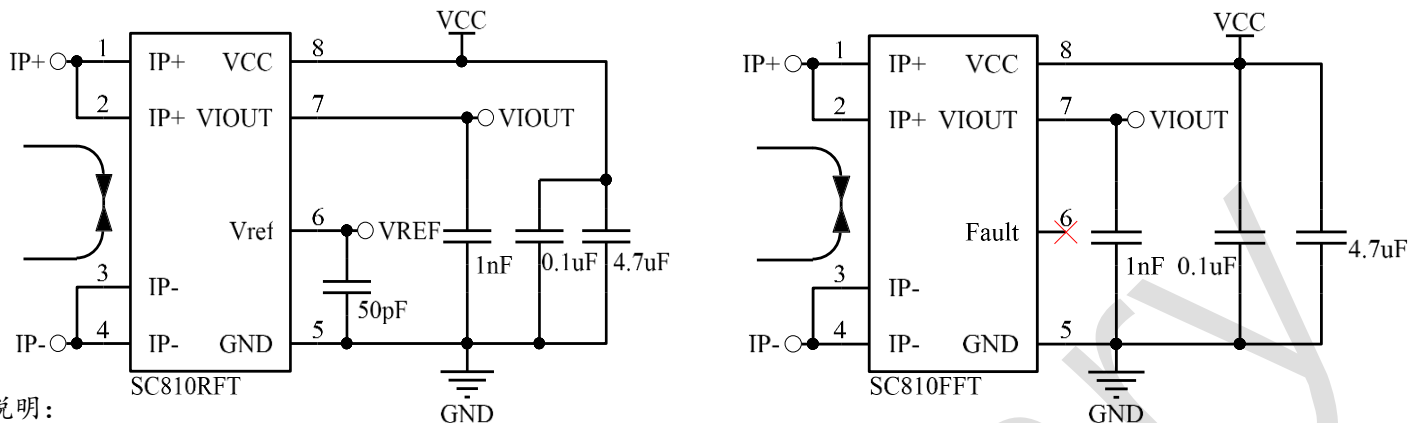 VCC
1
IP+
IP+
VCC
8
2
IP+
VIOUT
7
VIOUT
Vref
6
VREF
1nF
0.1uF
4.7uF
50pF
3
IP-
IP-
4
IP-
GND
5
SC810RFT
GND
说明：
VCC
1
IP+
IP+
VCC
8
2
IP+
VIOUT
7
VIOUT
Fault
6
1nF
0.1uF
4.7uF
3
IP-
IP-
4
IP-
GND
5
SC810FFT
GND